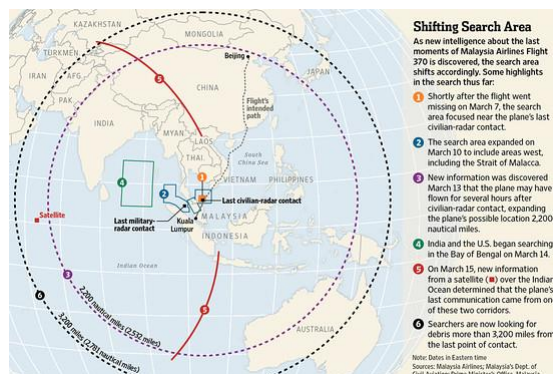 Shifting Search Area
As new intelligence about the last
moments of Malaysia Airlines Flight
370 is discovered, the search area
shifts accordingly. Some highlights
in the search thus far:
1 Shortly after the flight went
missing on March 7, the search
area focused near the plane's last
civilian-radar contact.
2 The search area expanded on
March 10 to include areas west,
including the Strait of Malacca.
3 New information was discovered
March 13 that the plane may have
flown for several hours after
civilian-radar contact, expanding
the plane's possible location 2,200
nautical miles.
4 India and the U.S. began searching
in the Bay of Bengal on March 14.
5 On March 15, new information
from a satellite (■) over the Indian
Ocean determined that the plane's
last communication came from on
of these two corridors.
6 Searchers are now looking for
debris more than 3,200 miles from
the last point of contact.
Note: Dates in Eastern time
Sources: Malaysia Airlines; Malaysia's Dept. of
KAZAKHSTAN
MONGOLIA
TURKMEN.
Beijing
JAPAN
IRAN
AFG.
CHINA
PAK.
Flight's
intended
path
INDIA
MYAN.
LAOS
THAI.
South
China Sea
VIETNAM
PHILIPPINES
5
1
4
2
Last civilian-radar contact
Satellite
Last military-
radar contact
Kuala
Lumpur
MALAYSIA
INDONESIA
Indian Ocean
3
2,200 nautical miles (2,532 miles)
5
6
3,200 miles (2,781 nautical miles)
AUSTRALIA